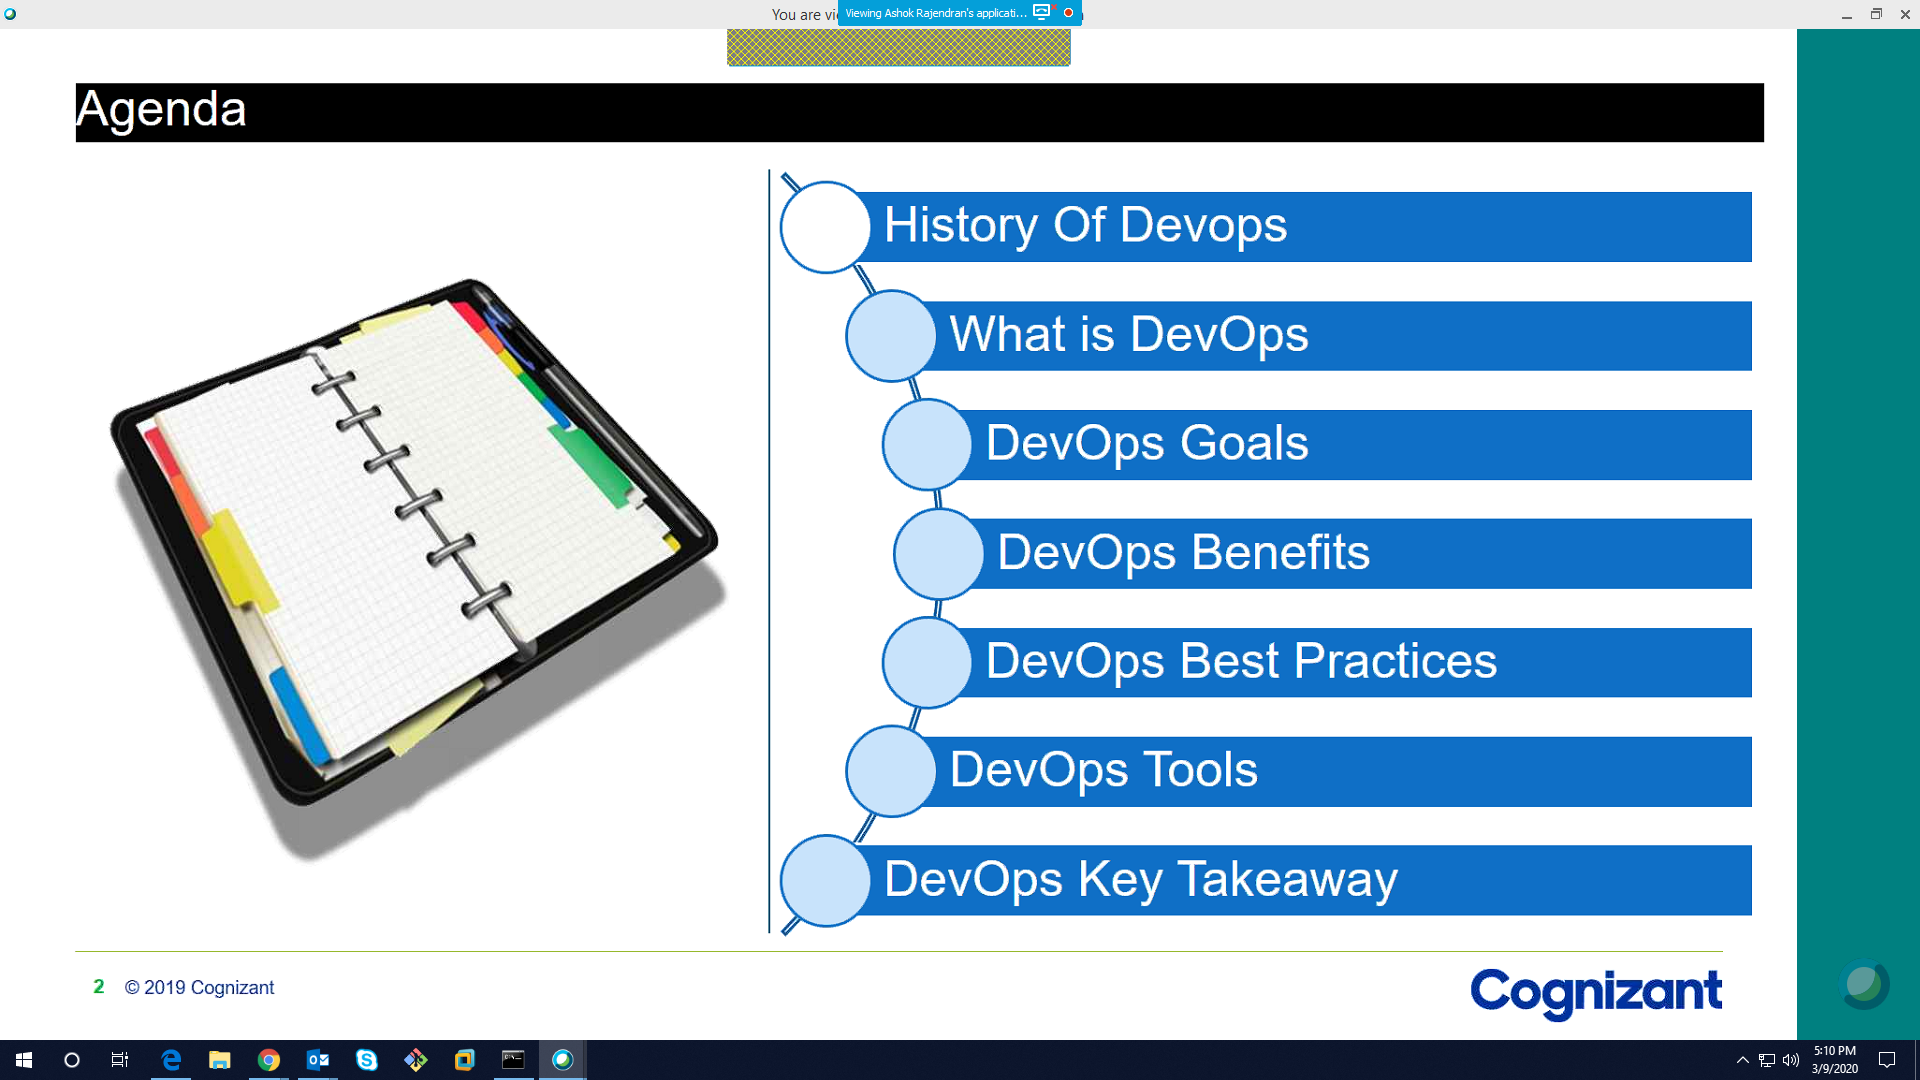 You are vi
Viewing Ashok Rajendran's applicati...
Agenda
History Of Devops
What is DevOps
DevOps Goals
DevOps Benefits
DevOps Best Practices
DevOps Tools
DevOps Key Takeaway
2 © 2019 Cognizant
Cognizant
5:10 PM
3/9/2020